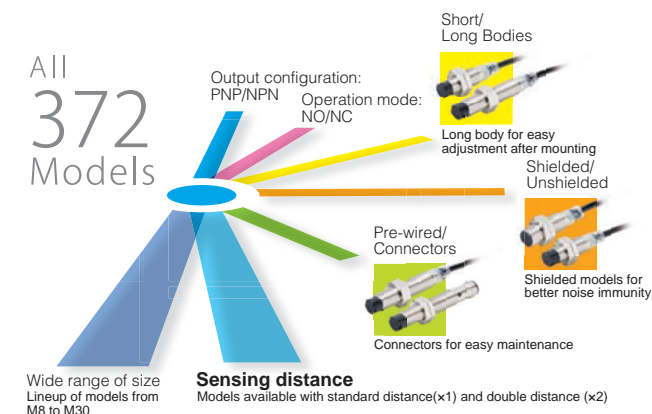 All
372
Models
Output configuration:
PNP/NPN
Operation mode:
NO/NC
Short/
Long Bodies
Long body for easy
adjustment after mounting
Shielded/
Unshielded
Shielded models for
better noise immunity
Pre-wired/
Connectors
Connectors for easy maintenance
Wide range of size
Lineup of models from
M8 to M30
Sensing distance
Models available with standard distance(×1) and double distance (×2)